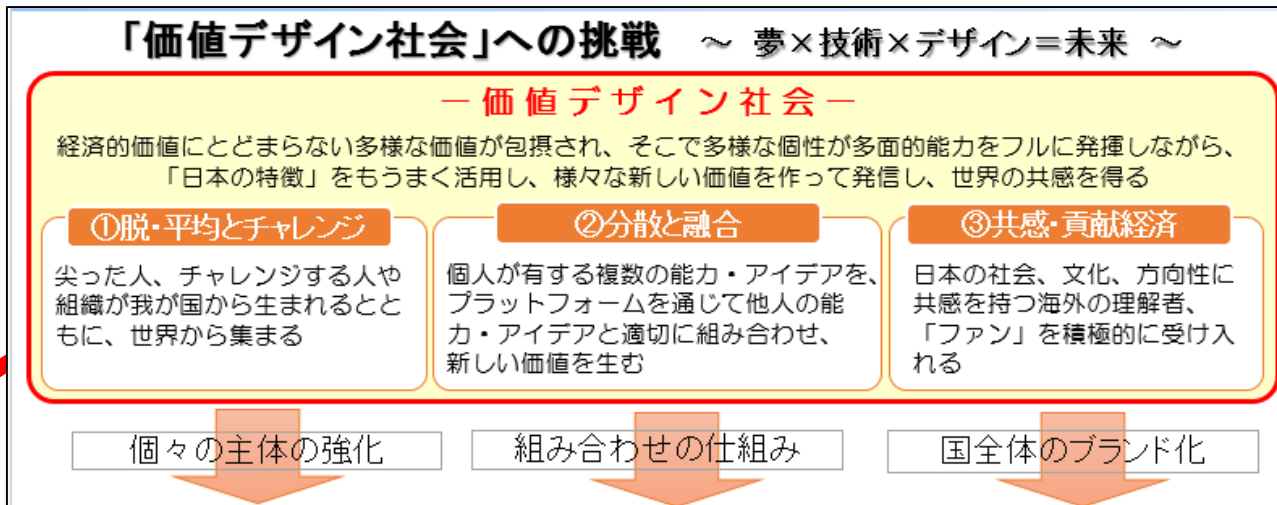 「価値デザイン社会」への挑戦 ～ 夢×技術×デザイン＝未来 ～
－価値デザイン社会－
経済的価値にとどまらない多様な価値が包摂され、そこで多様な個性が多面的能力をフルに発揮しながら、
「日本の特徴」をもうまく活用し、様々な新しい価値を作って発信し、世界の共感を得る
①脱・平均とチャレンジ
尖った人、チャレンジする人や
組織が我が国から生まれるとと
もに、世界から集まる
②分散と融合
個人が有する複数の能力・アイデアを、
プラットフォームを通じて他人の能
力・アイデアと適切に組み合わせ、
新しい価値を生む
③共感・貢献経済
日本の社会、文化、方向性に
共感を持つ海外の理解者、
「ファン」を積極的に受け入
れる
個々の主体の強化
組み合わせの仕組み
国全体のブランド化